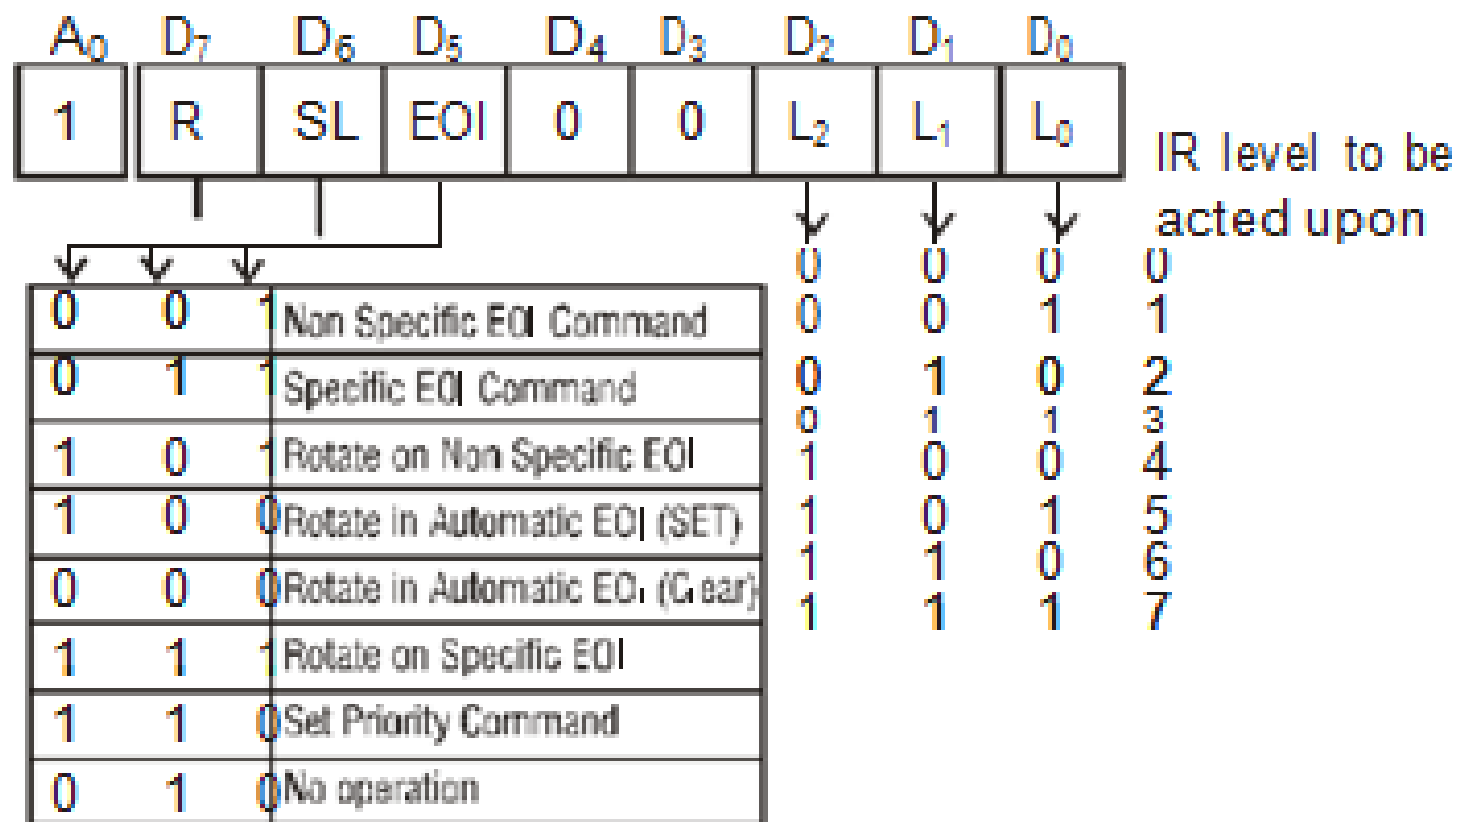 A₀ D₇ D₆ D₅ D₄ D₃ D₂ D₁ D₀
1 R SL EOI 0 0 L₂ L₁ L₀
IR level to be
acted upon
0 0 0 0
0 0 1 1
0 1 0 2
0 1 1 3
1 0 0 4
1 0 1 5
1 1 0 6
1 1 1 7
0 0 1 Non Specific EOI Command
0 1 1 Specific EOI Command
1 0 1 Rotate on Non Specific EOI
1 0 0 Rotate in Automatic EOI (SET)
0 0 0 Rotate in Automatic EOI (Clear)
1 1 1 Rotate on Specific EOI
1 1 0 Set Priority Command
0 1 0 No operation